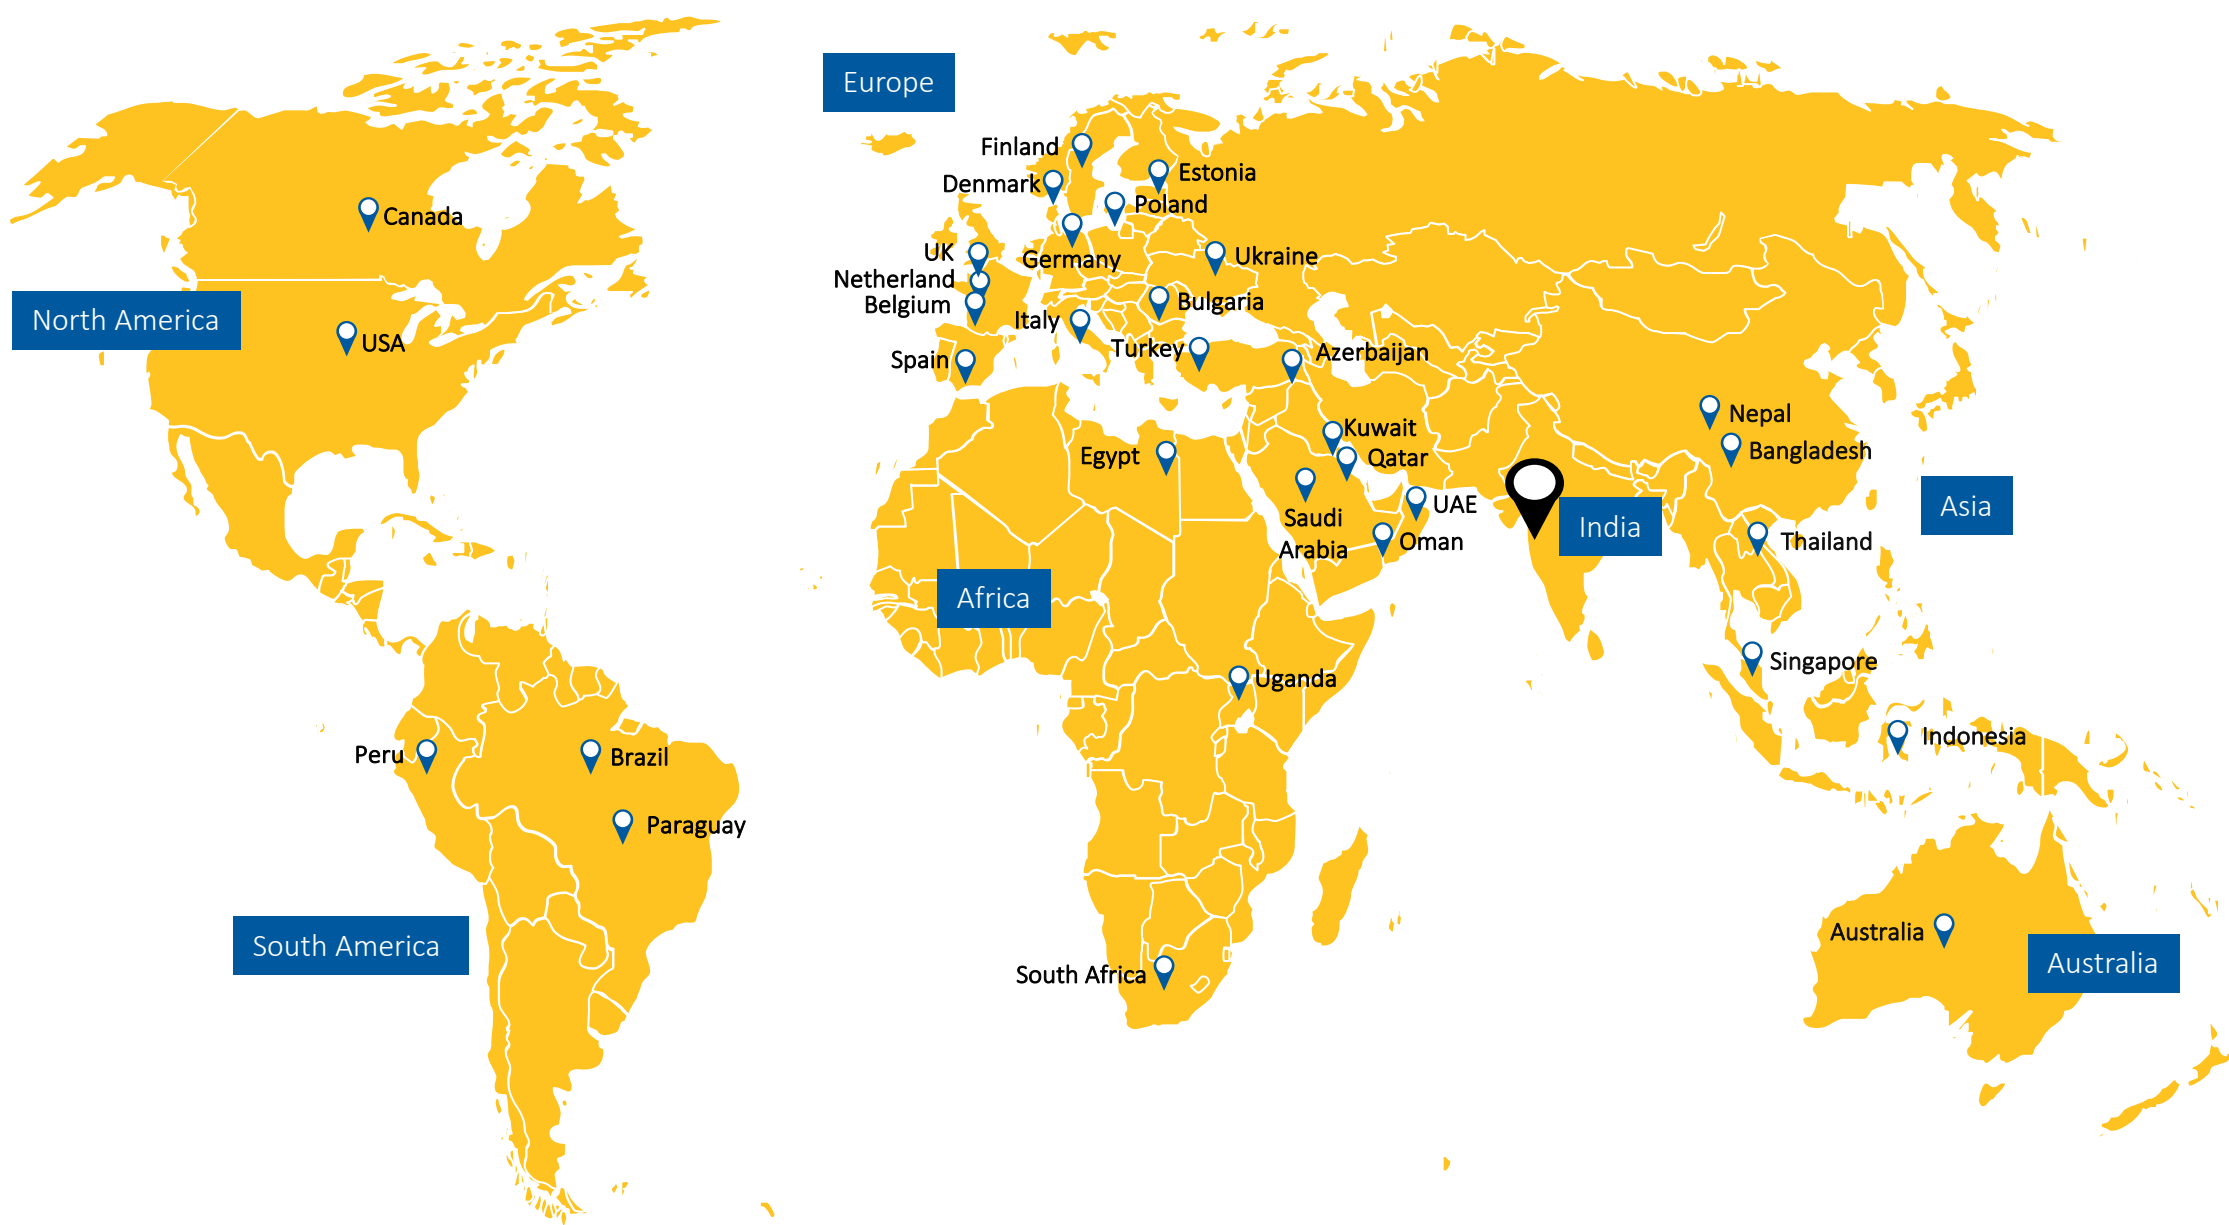 Europe
Finland
Denmark
Estonia
Poland
Canada
UK
Germany
Ukraine
Netherland
Belgium
Bulgaria
North America
Italy
USA
Turkey
Azerbaijan
Spain
Nepal
Kuwait
Bangladesh
Egypt
Qatar
UAE
Asia
Saudi
Arabia
India
Oman
Thailand
Africa
Singapore
Uganda
Indonesia
Peru
Brazil
Paraguay
Australia
South America
Australia
South Africa